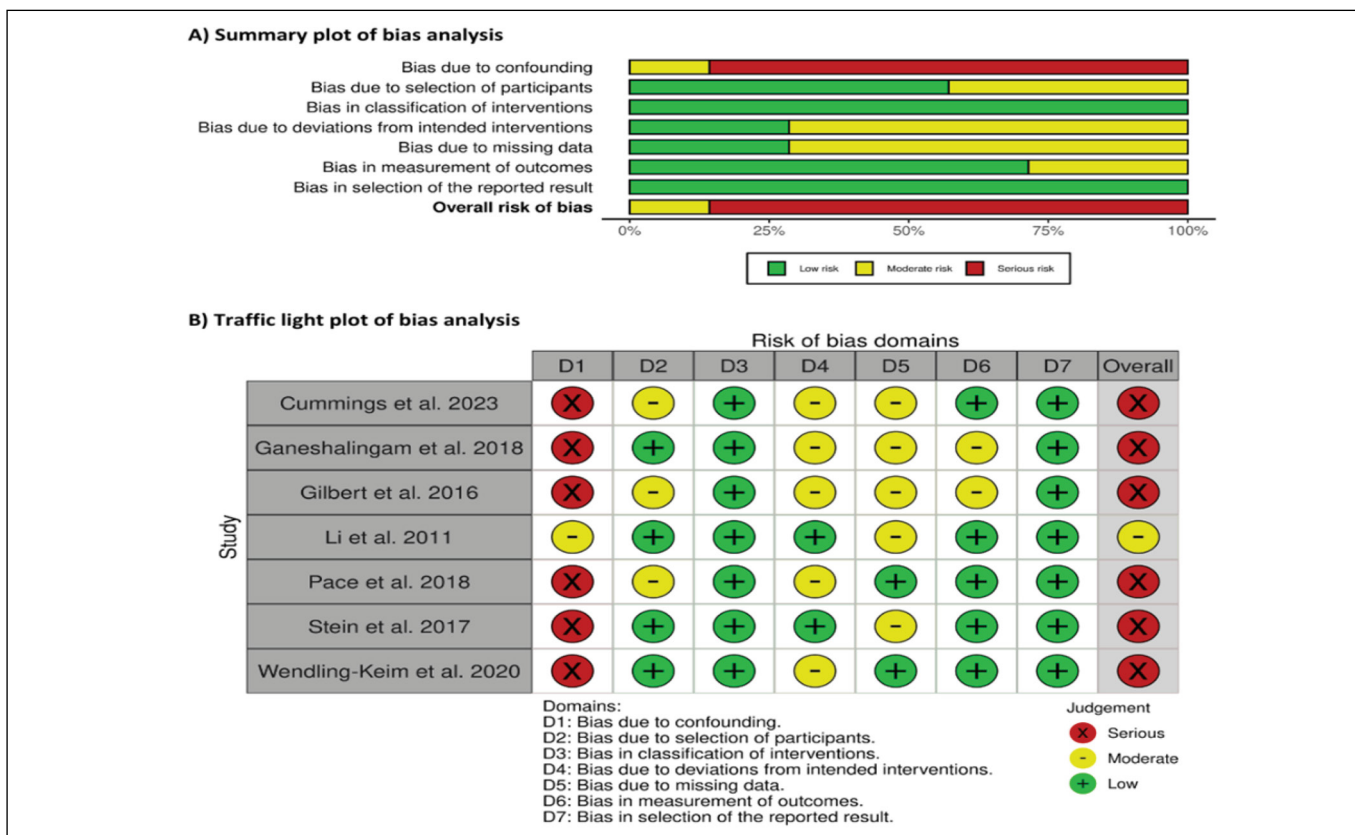 A) Summary plot of bias analysis
Bias due to confounding
Bias due to selection of participants
Bias in classification of interventions
Bias due to deviations from intended interventions
Bias due to missing data
Bias in measurement of outcomes
Bias in selection of the reported result
Overall risk of bias
0% 25% 50% 75% 100%
Low risk Moderate risk Serious risk
B) Traffic light plot of bias analysis
Risk of bias domains
D1 D2 D3 D4 D5 D6 D7 Overall
Study
Cummings et al. 2023 X - + - - + + X
Ganeshalingam et al. 2018 X + + - - - + X
Gilbert et al. 2016 X - + - - - + X
Li et al. 2011 - + + + - + + -
Pace et al. 2018 X - + - + + + X
Stein et al. 2017 X + + + - + + X
Wendling-Keim et al. 2020 X + + - + + + X
Domains:
D1: Bias due to confounding.
D2: Bias due to selection of participants.
D3: Bias in classification of interventions.
D4: Bias due to deviations from intended interventions.
D5: Bias due to missing data.
D6: Bias in measurement of outcomes.
D7: Bias in selection of the reported result.
Judgement
X Serious
- Moderate
+ Low